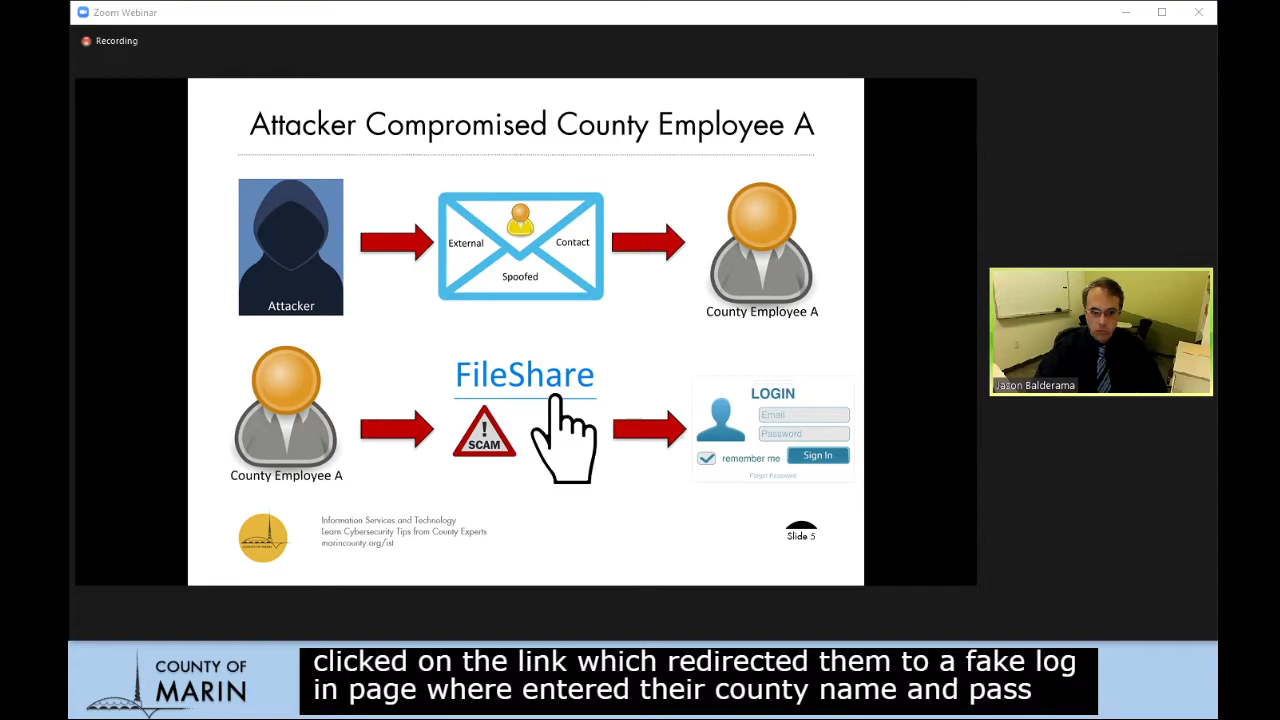 Zoom Webinar
Recording
Attacker Compromised County Employee A
Attacker
External
Contact
Spoofed
County Employee A
FileShare
!
SCAM
LOGIN
Email
Password
remember me
Sign In
Forgot Password
County Employee A
Information Services and Technology
Learn Cybersecurity Tips from County Experts
marincounty.org/ist
COUNTY OF MARIN
Slide 5
Jason Balderama
COUNTY OF
MARIN
clicked on the link which redirected them to a fake log
in page where entered their county name and pass